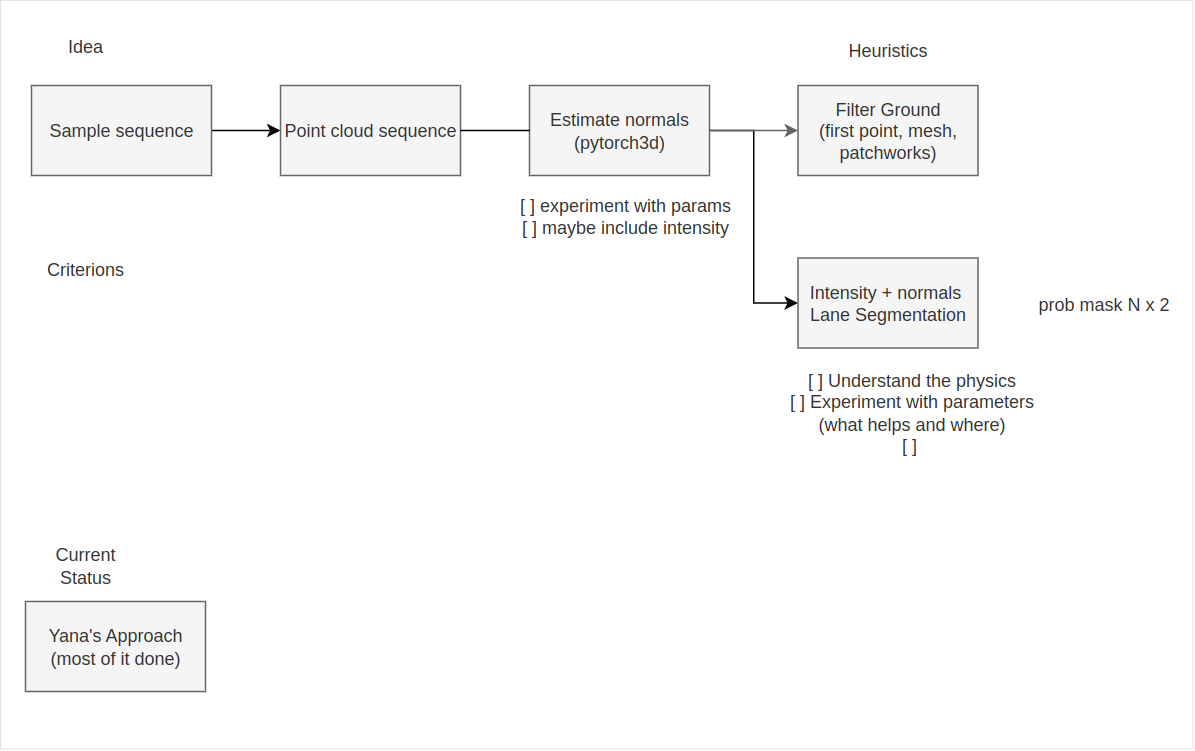 Idea
Heuristics
Sample sequence
Point cloud sequence
Estimate normals
(pytorch3d)
Filter Ground
(first point, mesh,
patchworks)
[ ] experiment with params
[ ] maybe include intensity
Criterions
Intensity + normals
Lane Segmentation
prob mask N x 2
[ ] Understand the physics
[ ] Experiment with parameters
(what helps and where)
[ ]
Current
Status
Yana's Approach
(most of it done)